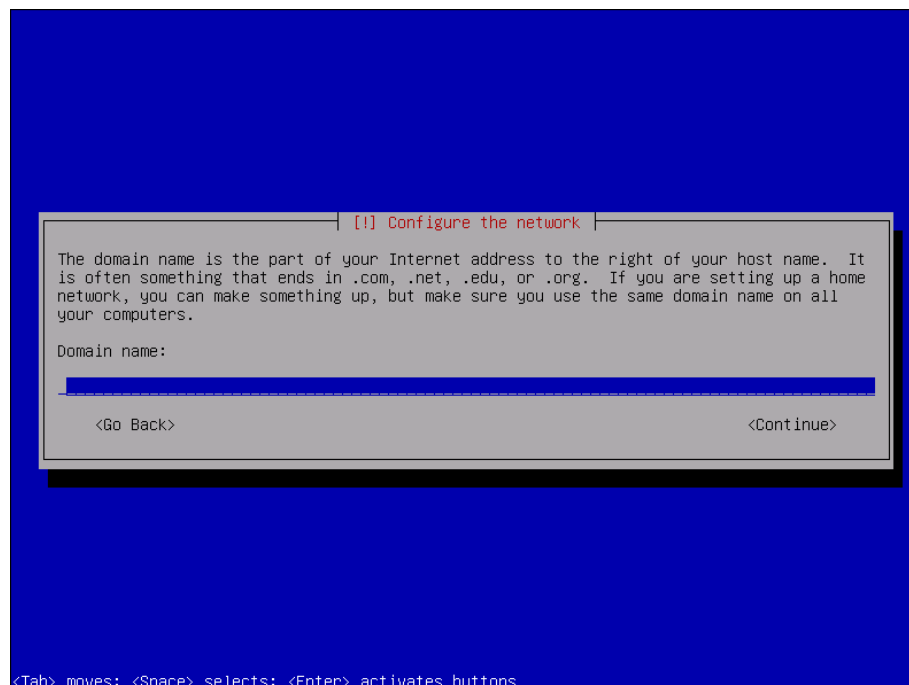 [!] Configure the network
The domain name is the part of your Internet address to the right of your host name.  It
is often something that ends in .com, .net, .edu, or .org.  If you are setting up a home
network, you can make something up, but make sure you use the same domain name on all
your computers.
Domain name:
<Go Back> <Continue>
<Tab> moves; <Space> selects; <Enter> activates buttons